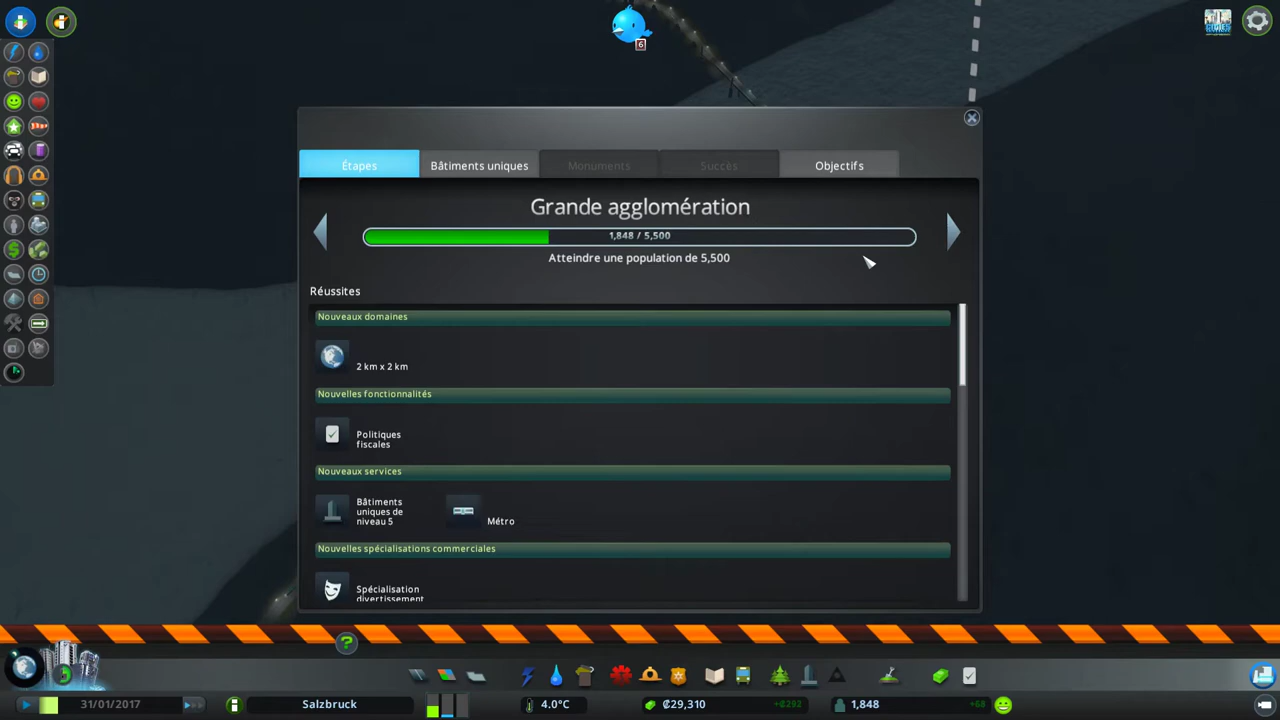 6
Étapes
Bâtiments uniques
Monuments
Succès
Objectifs
Grande agglomération
1,848 / 5,500
Atteindre une population de 5,500
Réussites
Nouveaux domaines
2 km x 2 km
Nouvelles fonctionnalités
Politiques
fiscales
Nouveaux services
Bâtiments
uniques de
niveau 5
Métro
Nouvelles spécialisations commerciales
Spécialisation
divertissement
?
31/01/2017
Salzbruck
4.0°C
₡29,310
+₡292
1,848
+58